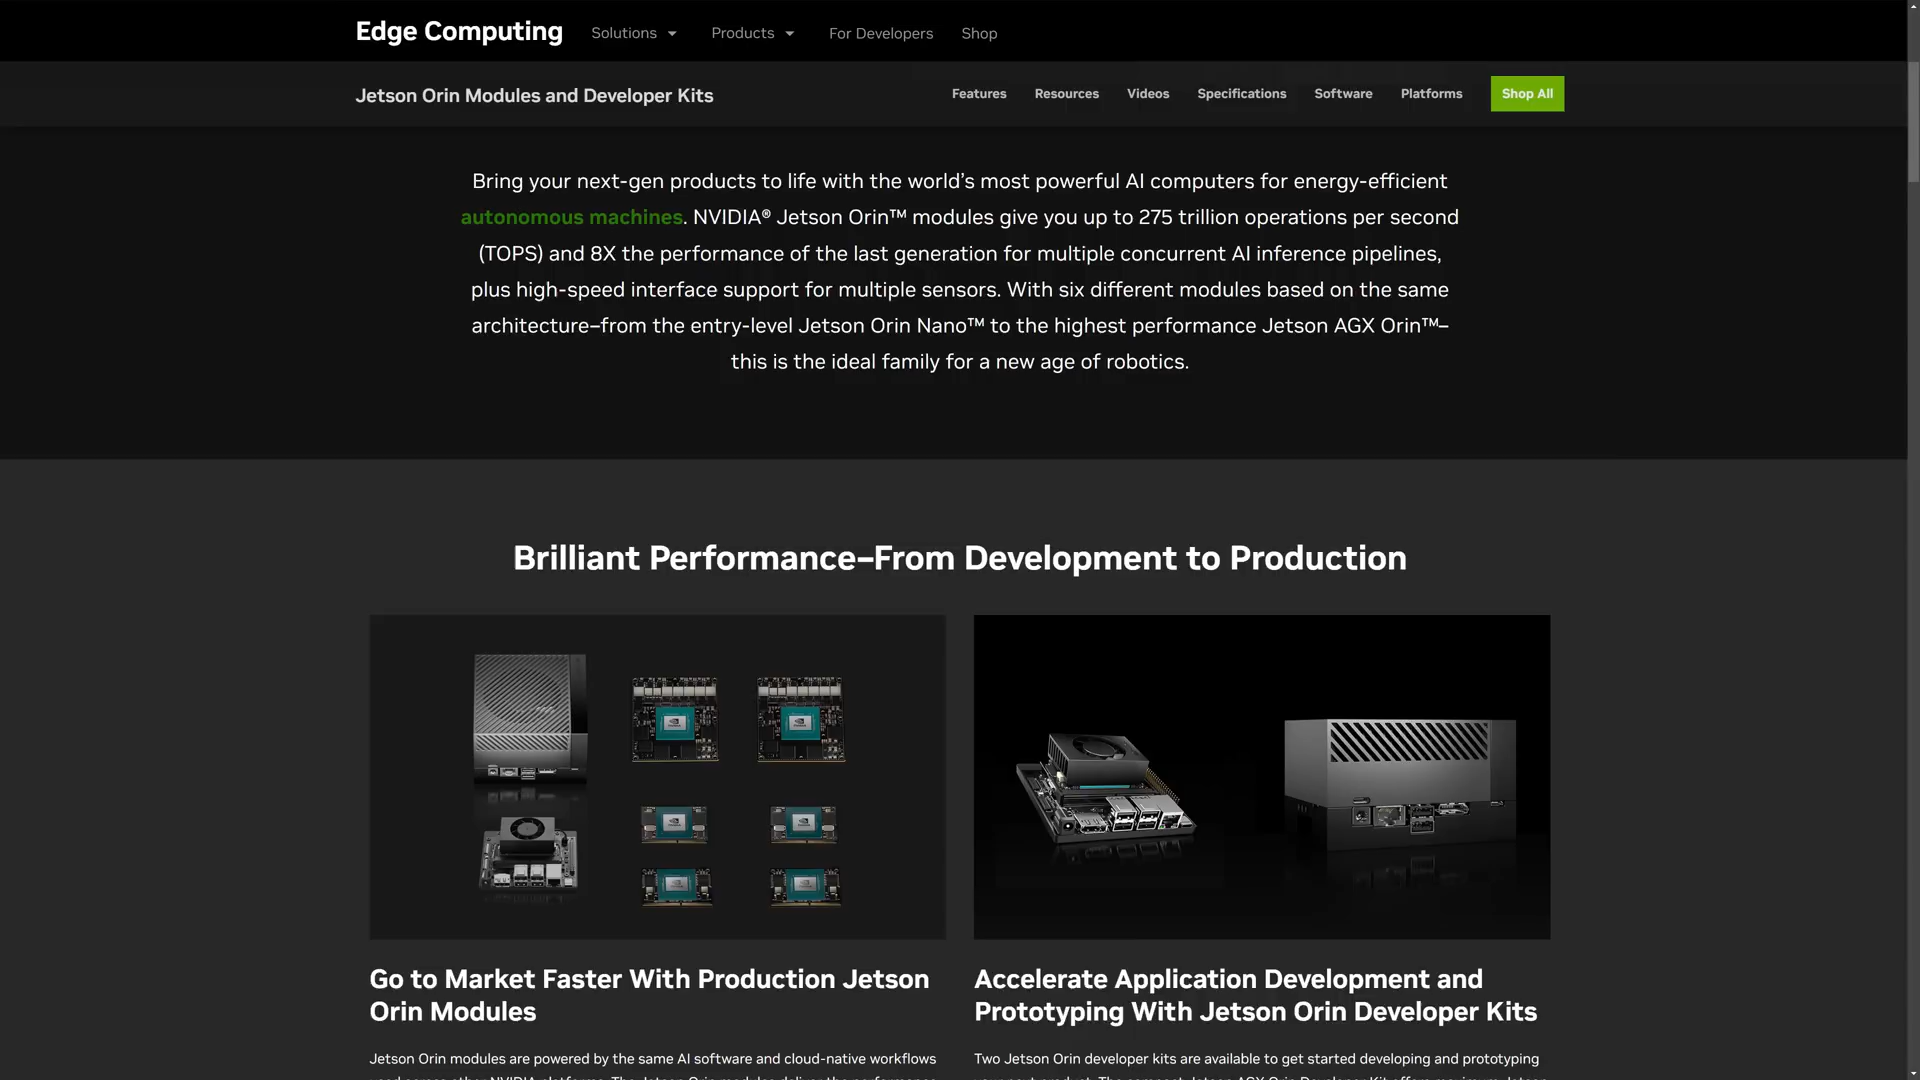 Edge Computing
Solutions
Products
For Developers
Shop
Jetson Orin Modules and Developer Kits
Features
Resources
Videos
Specifications
Software
Platforms
Shop All
Bring your next-gen products to life with the world's most powerful AI computers for energy-efficient
autonomous machines. NVIDIA® Jetson Orin™ modules give you up to 275 trillion operations per second
(TOPS) and 8X the performance of the last generation for multiple concurrent AI inference pipelines,
plus high-speed interface support for multiple sensors. With six different modules based on the same
architecture–from the entry-level Jetson Orin Nano™ to the highest performance Jetson AGX Orin™–
this is the ideal family for a new age of robotics.
Brilliant Performance–From Development to Production
Go to Market Faster With Production Jetson
Orin Modules
Accelerate Application Development and
Prototyping With Jetson Orin Developer Kits
Jetson Orin modules are powered by the same AI software and cloud-native workflows
Two Jetson Orin developer kits are available to get started developing and prototyping